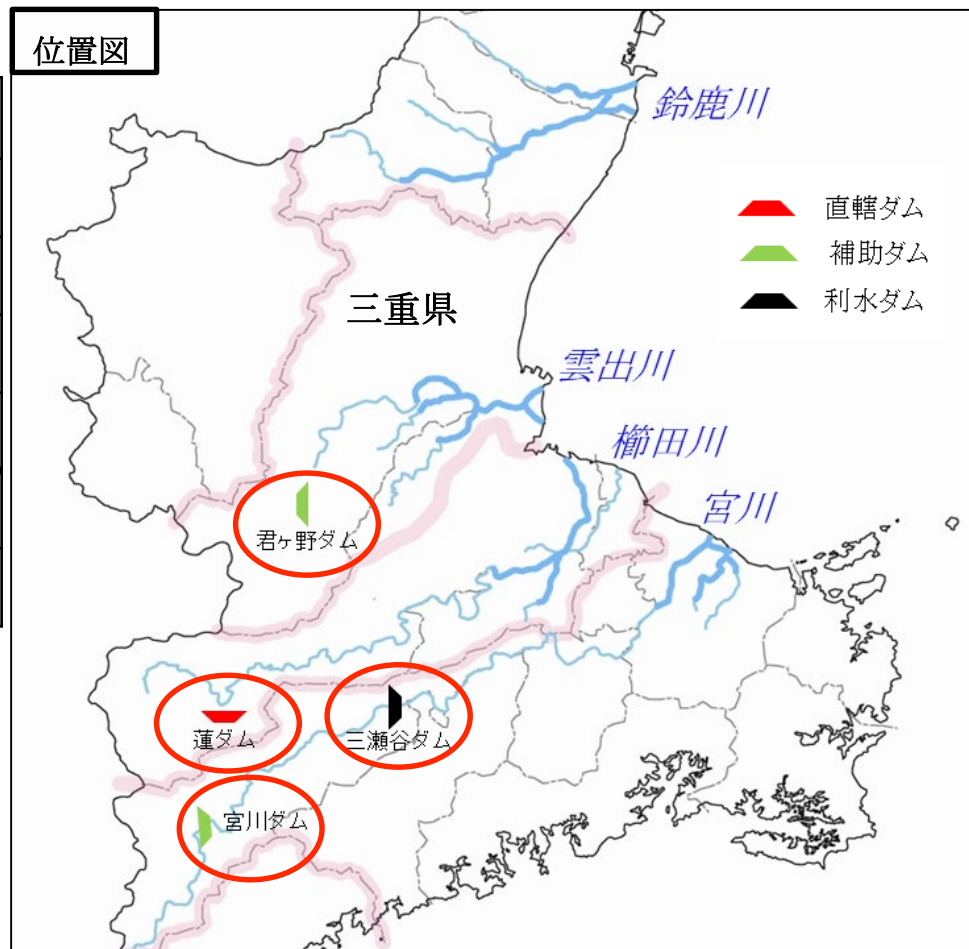 位置図
鈴鹿川
直轄ダム
補助ダム
利水ダム
三重県
雲出川
櫛田川
宮川
君ヶ野ダム
蓮ダム
三瀬谷ダム
宮川ダム